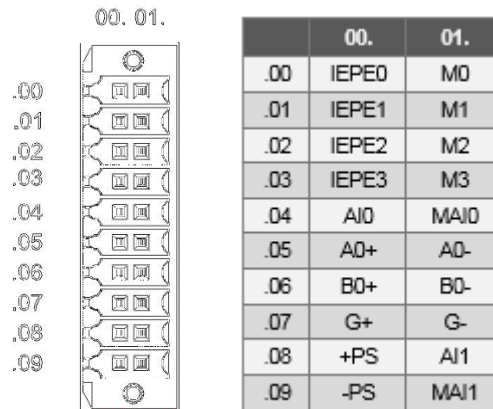 00. 01.
.00
.01
.02
.03
.04
.05
.06
.07
.08
.09
00. 01.
.00 IEPE0 M0
.01 IEPE1 M1
.02 IEPE2 M2
.03 IEPE3 M3
.04 AI0 MAI0
.05 A0+ A0-
.06 B0+ B0-
.07 G+ G-
.08 +PS AI1
.09 -PS MAI1